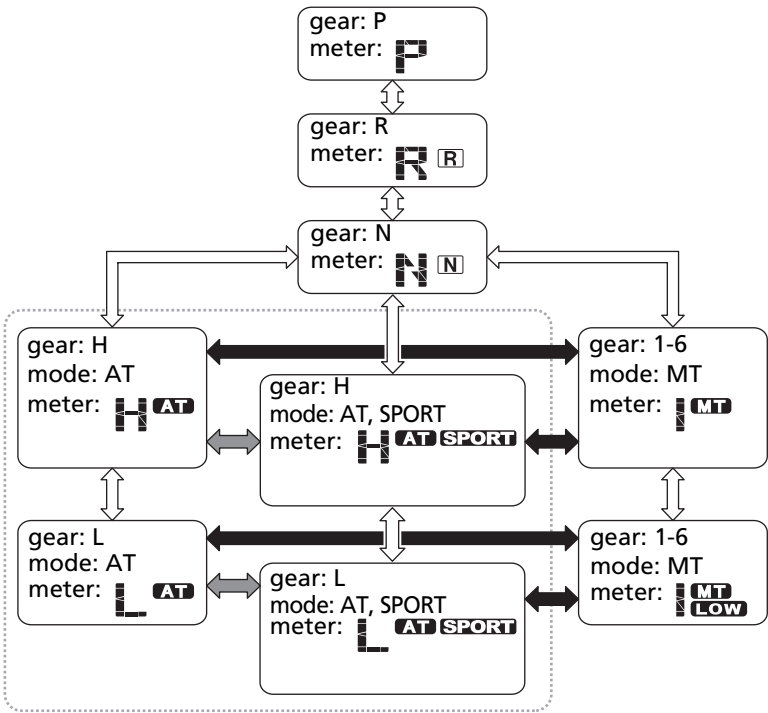 gear: P
meter: P
gear: R
meter: R R
gear: N
meter: N N
gear: H
mode: AT
meter: H AT
gear: H
mode: AT, SPORT
meter: H AT SPORT
gear: 1-6
mode: MT
meter: 1 MT
gear: L
mode: AT
meter: L AT
gear: L
mode: AT, SPORT
meter: L AT SPORT
gear: 1-6
mode: MT
meter: 1 MT
LOW